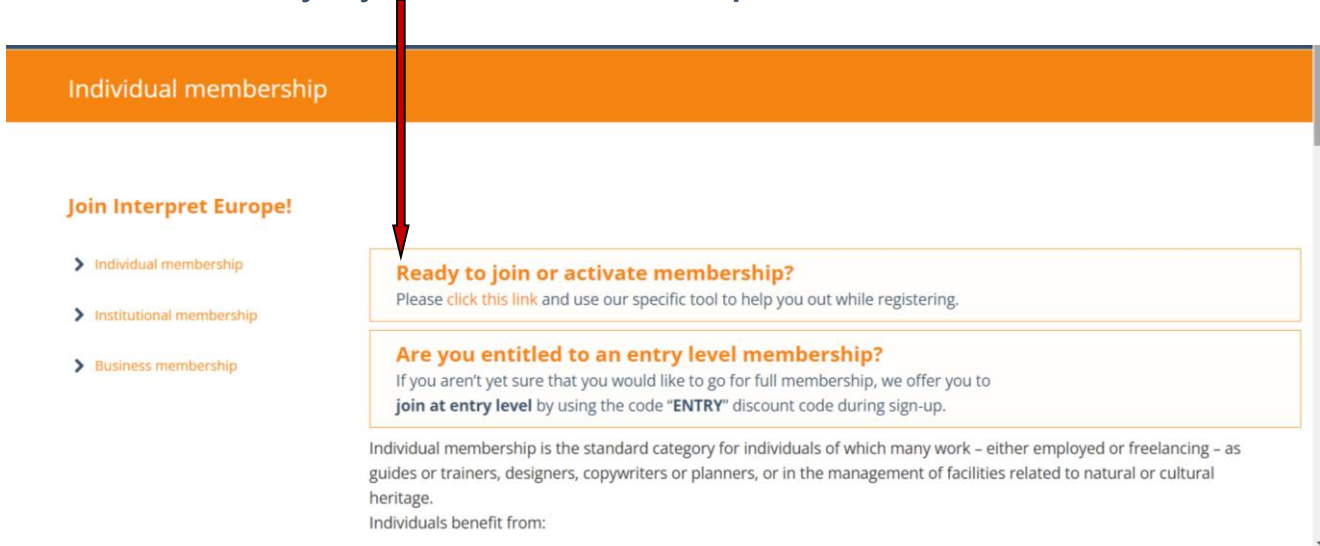 Individual membership
Join Interpret Europe!
Individual membership
Institutional membership
Business membership
Ready to join or activate membership?
Please click this link and use our specific tool to help you out while registering.
Are you entitled to an entry level membership?
If you aren't yet sure that you would like to go for full membership, we offer you to
join at entry level by using the code “ENTRY” discount code during sign-up.
Individual membership is the standard category for individuals of which many work – either employed or freelancing – as
guides or trainers, designers, copywriters or planners, or in the management of facilities related to natural or cultural
heritage.
Individuals benefit from: